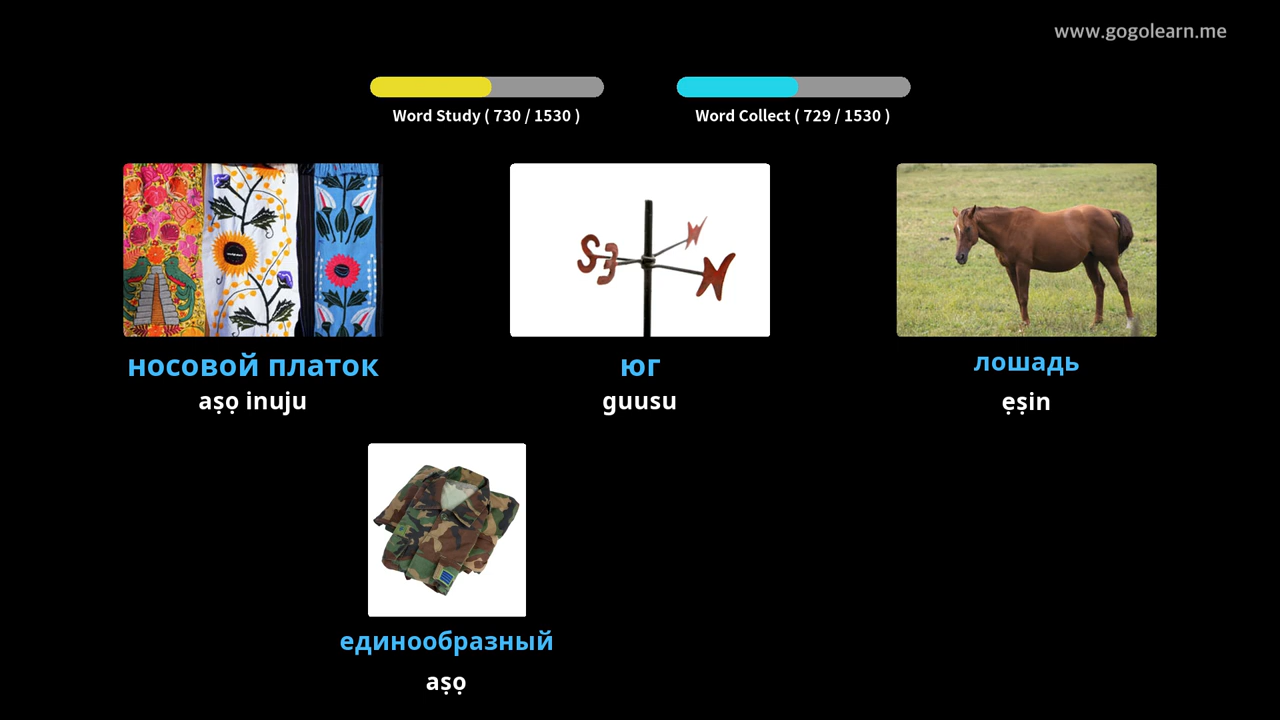 www.gogolearn.me
Word Study ( 730 / 1530 )
Word Collect ( 729 / 1530 )
S
E
N
W
носовой платок
юг
лошадь
aṣọ inuju
guusu
ẹṣin
единообразный
aṣọ